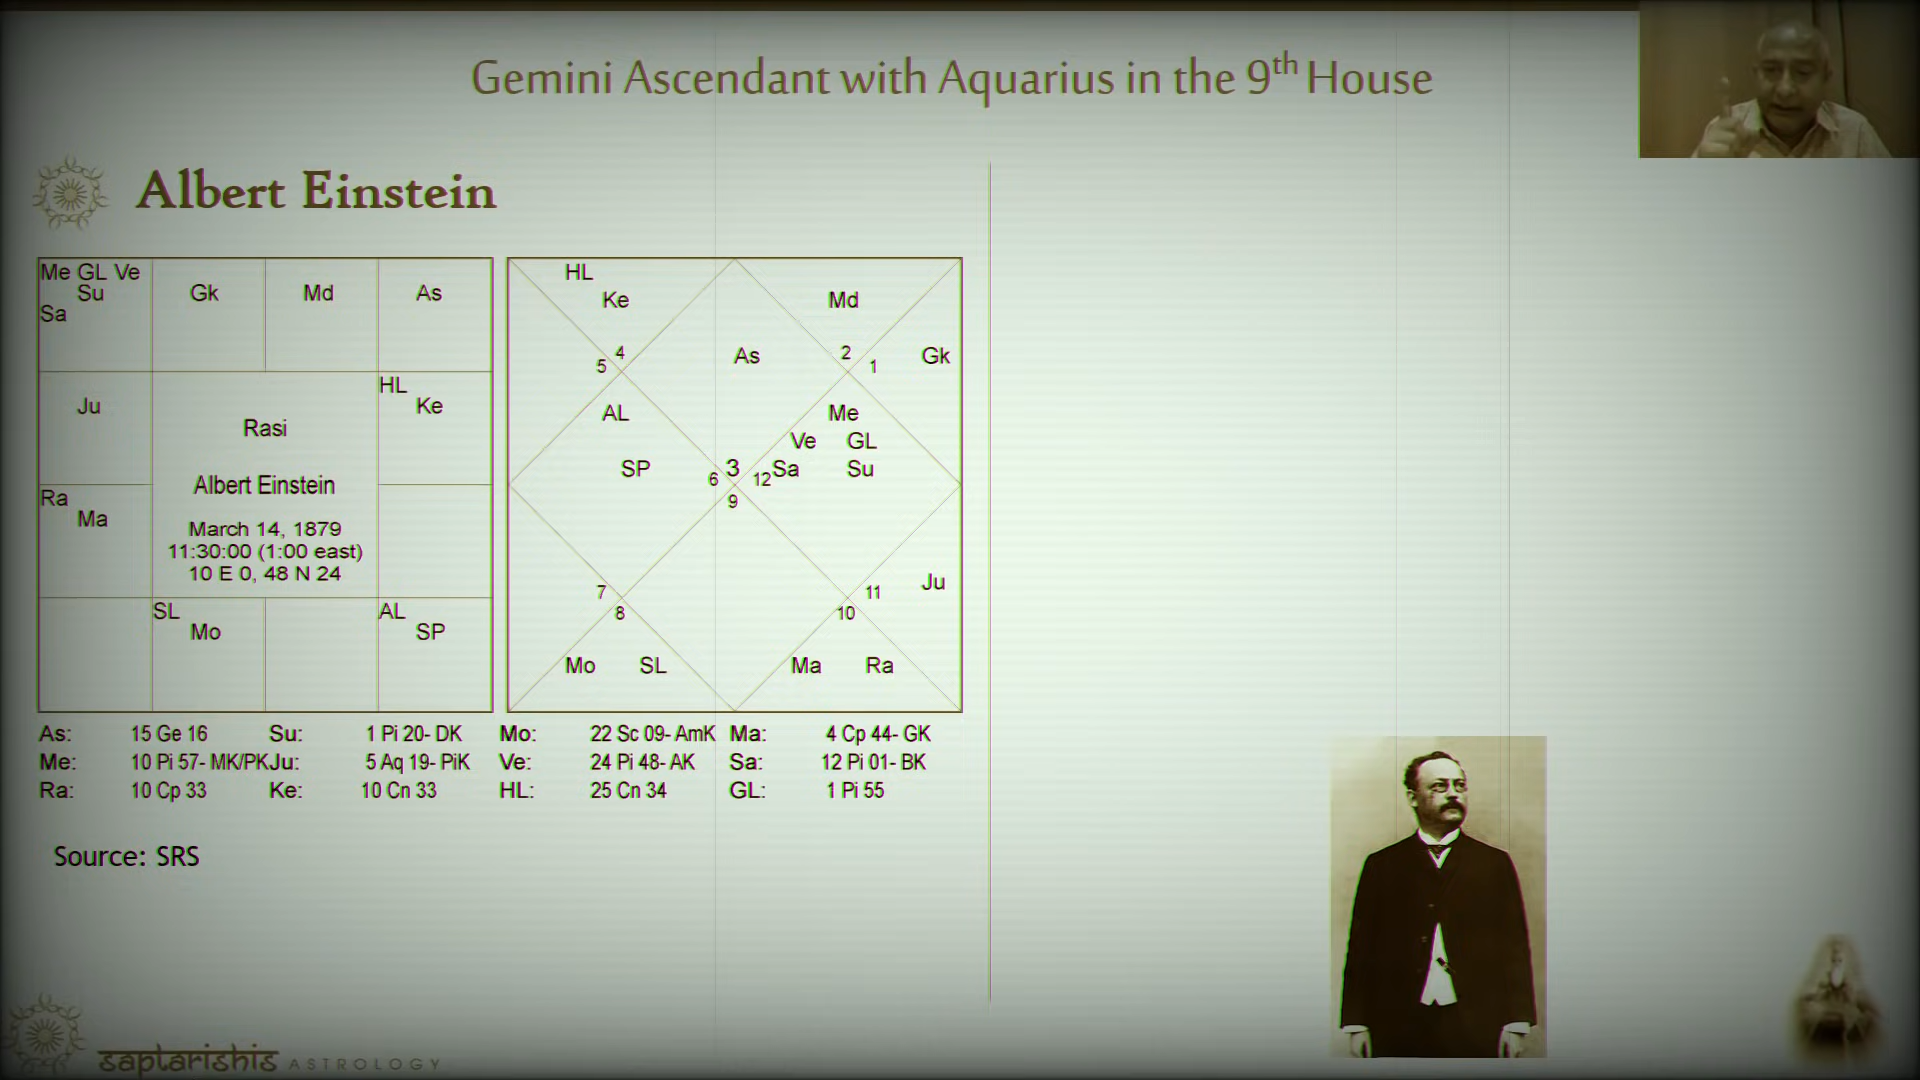 Gemini Ascendant with Aquarius in the 9th House
Albert Einstein
Me GL Ve
Su
Sa
Gk
Md
As
Ju
HL
Ke
Rasi
Albert Einstein
March 14, 1879
11:30:00 (1:00 east)
10 E 0, 48 N 24
Ra
Ma
SL
Mo
AL
SP
HL
Ke
Md
4
5
As
2
1
Gk
AL
Me
Ve GL
SP
6
3
12
Sa
Su
9
7
8
11
10
Ju
Mo SL
Ma Ra
As: 15 Ge 16 Su: 1 Pi 20- DK Mo: 22 Sc 09- AmK Ma: 4 Cp 44- GK
Me: 10 Pi 57- MK/PK Ju: 5 Aq 19- PiK Ve: 24 Pi 48- AK Sa: 12 Pi 01- BK
Ra: 10 Cp 33 Ke: 10 Cn 33 HL: 25 Cn 34 GL: 1 Pi 55
Source: SRS
saptarishis ASTROLOGY